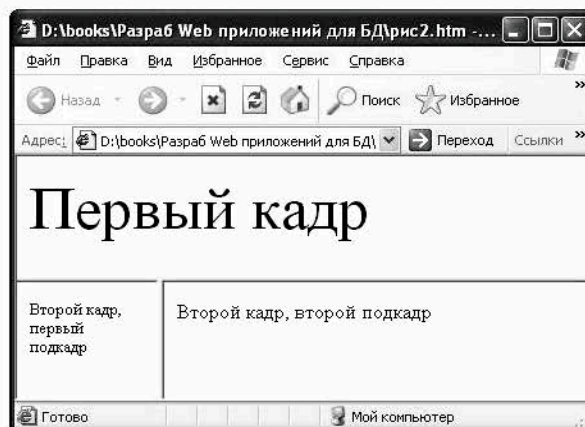 D:\books\Разраб Web приложений для БД\рис2.htm - ...
Файл Правка Вид Избранное Сервис Справка
Назад Поиск Избранное »
Адрес: D:\books\Разраб Web приложений для БД\ Переход Ссылки »
Первый кадр
Второй кадр,
первый
подкадр
Второй кадр, второй подкадр
Готово Мой компьютер